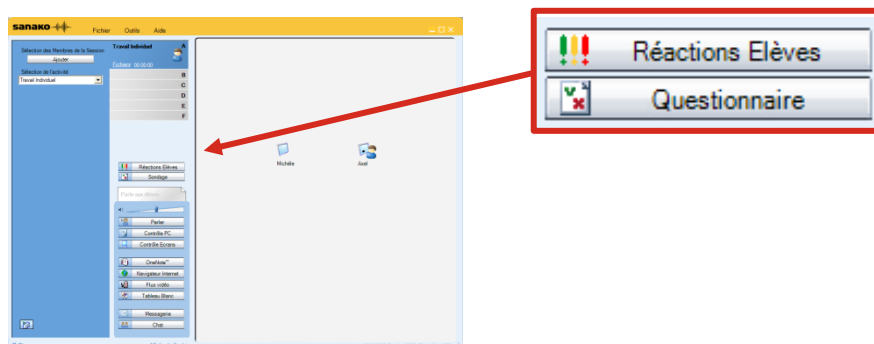 sanako
Fichier Outils Aide
Sélection des Membres de la Session
Ajouter
Sélection de l'activité
Travail Individuel
Travail Individuel A
Echéair 00:00:00
B
C
D
E
F
Réactions Elèves
Sondage
Parler
Contrôle PC
Contrôle Ecrans
OneNote™
Navigateur Internet
Flux vidéo
Tableau Blanc
Messagerie
Chat
Michèle
Axel
Réactions Elèves
Questionnaire